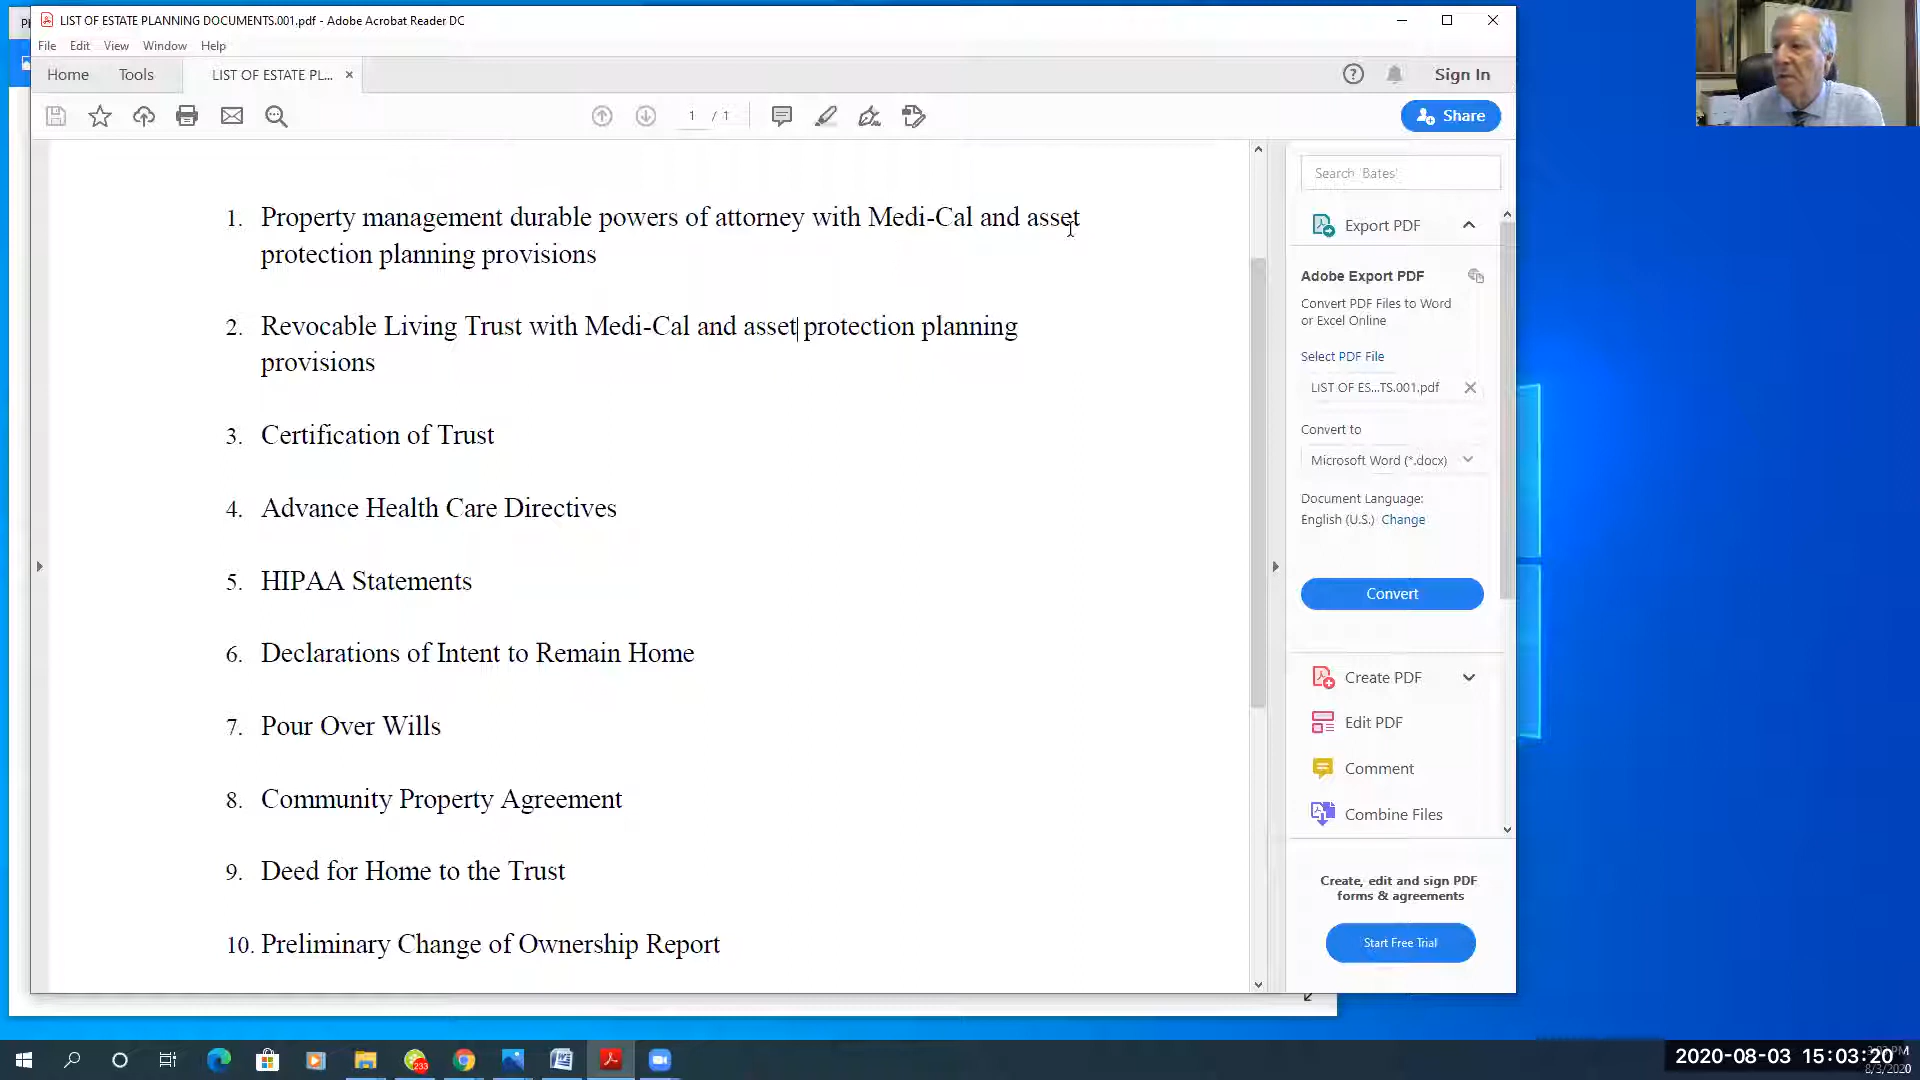 LIST OF ESTATE PLANNING DOCUMENTS.001.pdf - Adobe Acrobat Reader DC
File Edit View Window Help
Home Tools LIST OF ESTATE PL... ×
Sign In
1 / 1
Share
1. Property management durable powers of attorney with Medi-Cal and asset
protection planning provisions
2. Revocable Living Trust with Medi-Cal and asset protection planning
provisions
3. Certification of Trust
4. Advance Health Care Directives
5. HIPAA Statements
6. Declarations of Intent to Remain Home
7. Pour Over Wills
8. Community Property Agreement
9. Deed for Home to the Trust
10. Preliminary Change of Ownership Report
Search 'Bates'
Export PDF
Adobe Export PDF
Convert PDF Files to Word
or Excel Online
Select PDF File
LIST OF ES...TS.001.pdf
Convert to
Microsoft Word (*.docx)
Document Language:
English (U.S.) Change
Convert
Create PDF
Edit PDF
Comment
Combine Files
Create, edit and sign PDF
forms & agreements
Start Free Trial
233
2020-08-03 15:03:20
8/3/2020